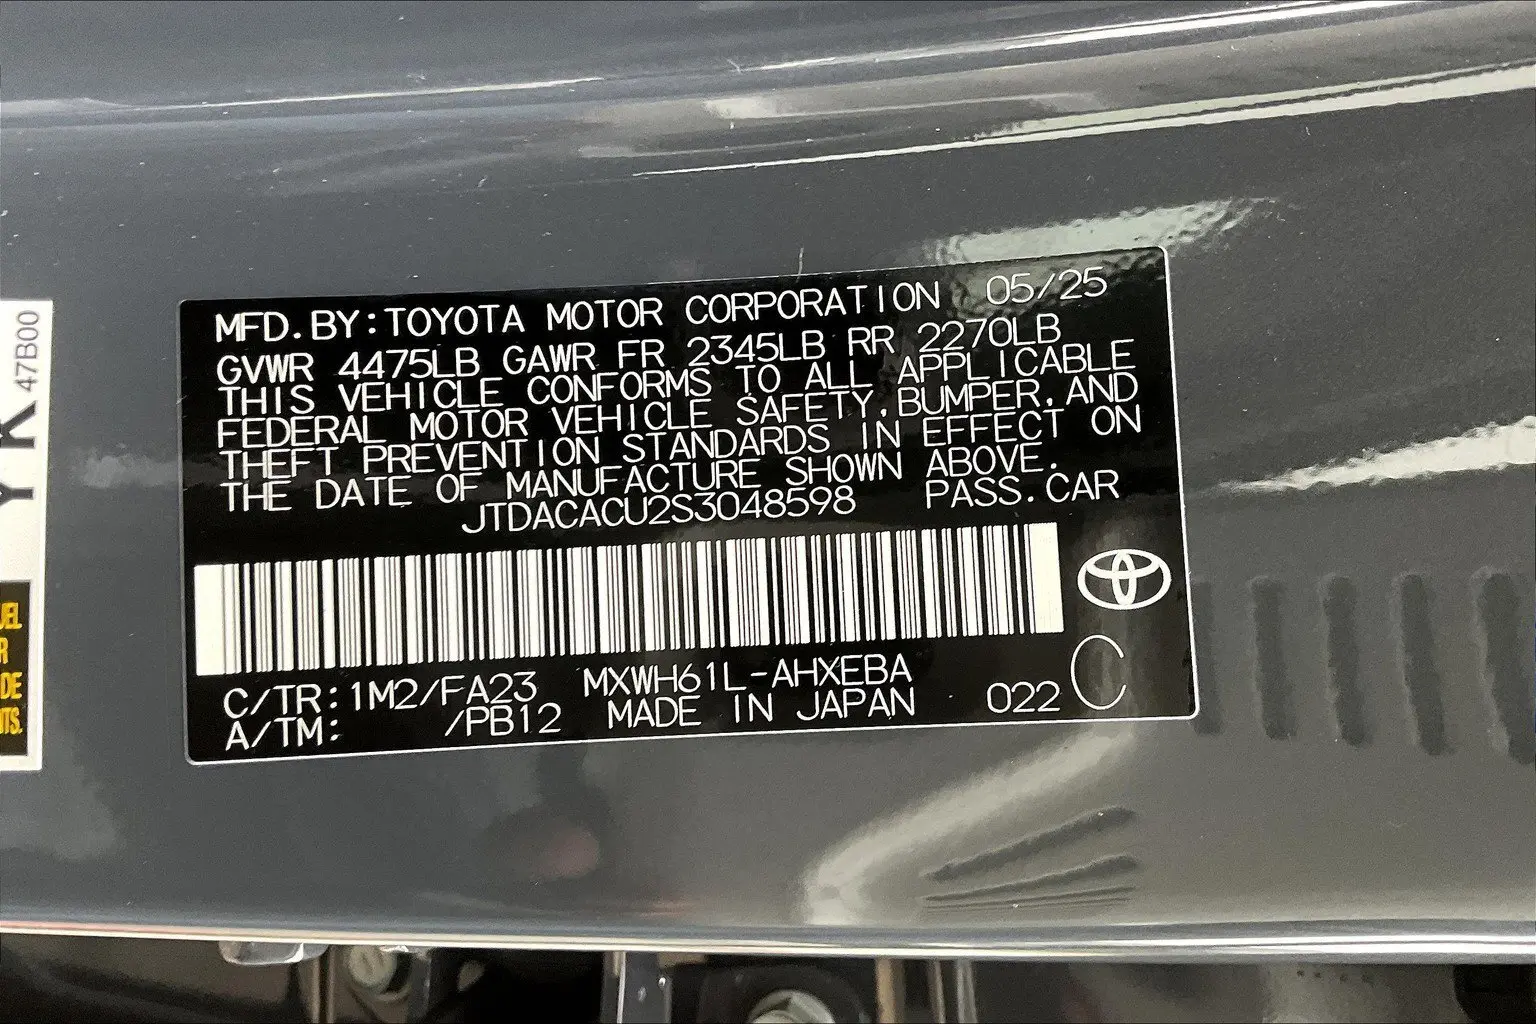 MFD.BY:TOYOTA MOTOR CORPORATION 05/25
GVWR 4475LB GAWR FR 2345LB RR 2270LB
THIS VEHICLE CONFORMS TO ALL APPLICABLE
FEDERAL MOTOR VEHICLE SAFETY,BUMPER,AND
THEFT PREVENTION STANDARDS IN EFFECT ON
THE DATE OF MANUFACTURE SHOWN ABOVE.
JTDACACU2S3048598 PASS.CAR
C/TR:1M2/FA23 MXWH61L-AHXEBA
A/TM: /PB12 MADE IN JAPAN 022 C
YK 47B00